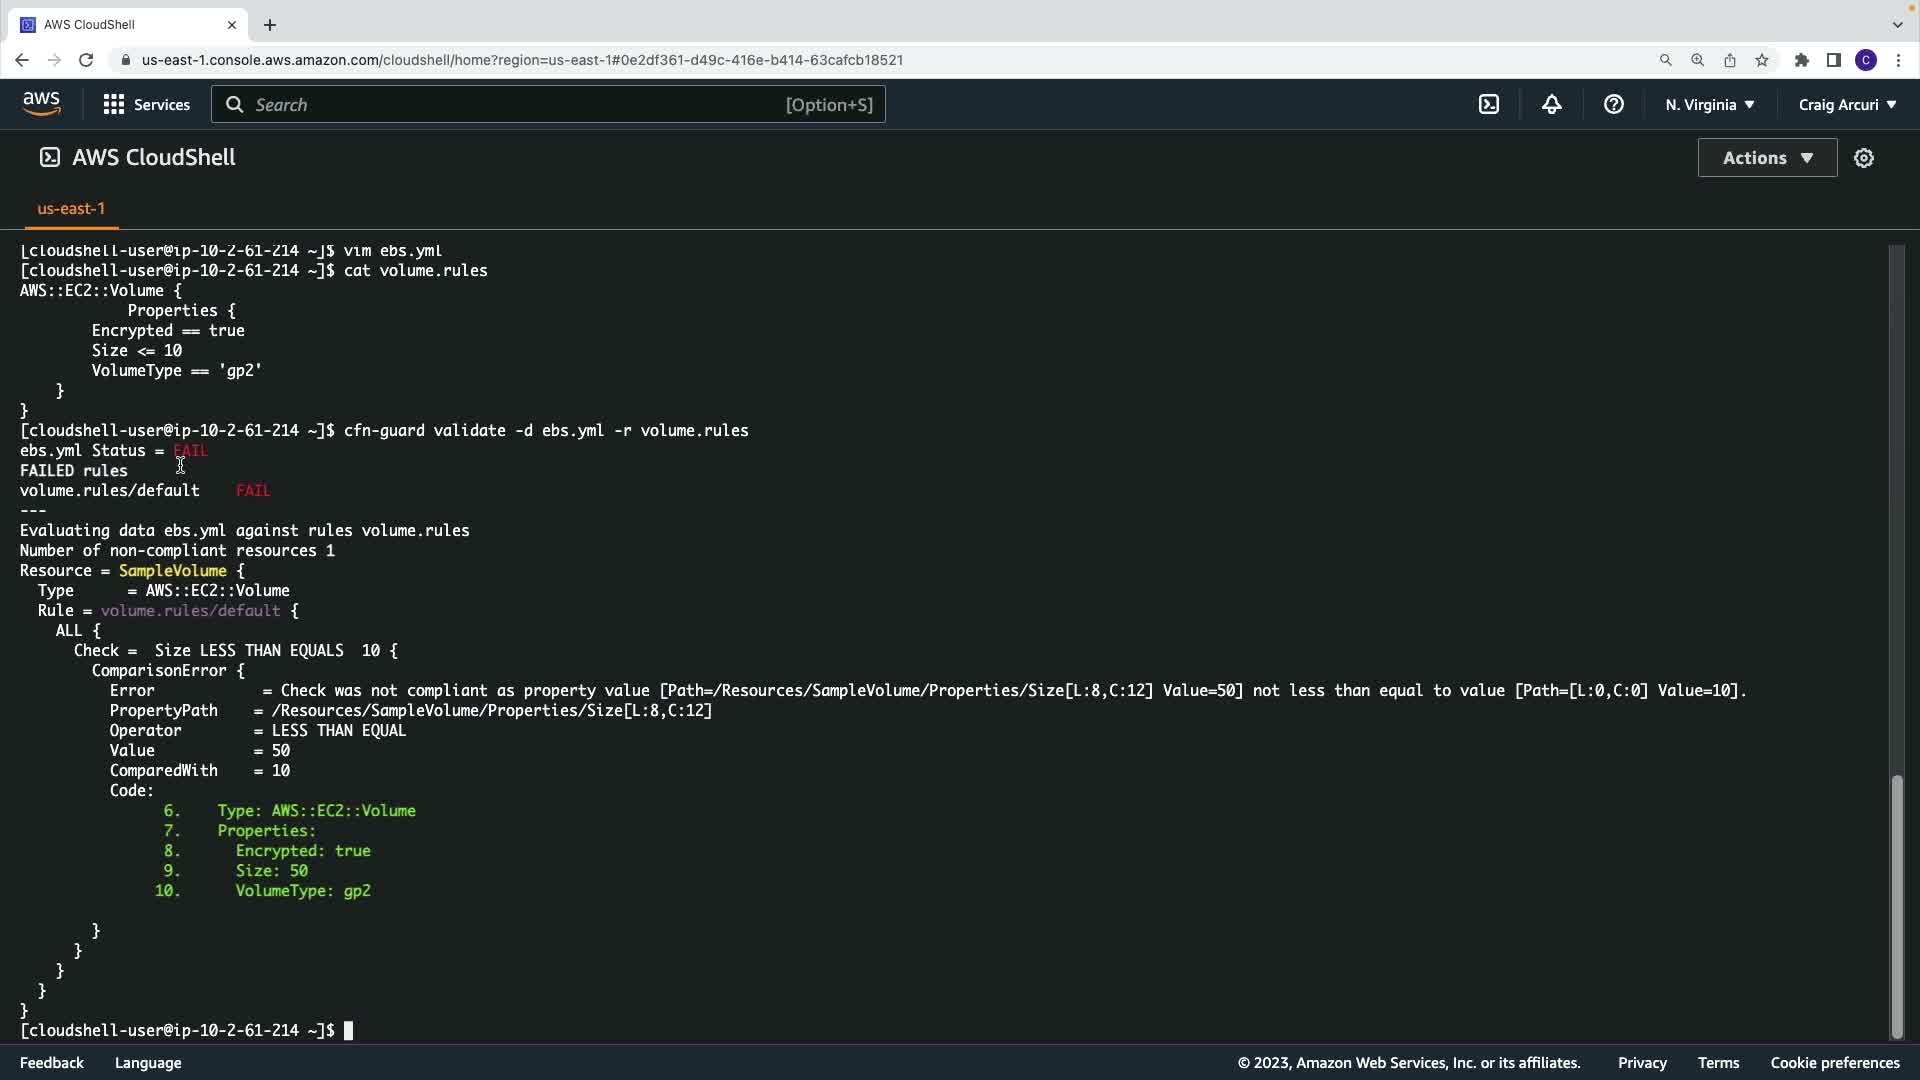 AWS CloudShell
us-east-1.console.aws.amazon.com/cloudshell/home?region=us-east-1#0e2df361-d49c-416e-b414-63cafcb18521
C
aws
Services
Search
[Option+S]
N. Virginia
Craig Arcuri
AWS CloudShell
Actions
us-east-1
[cloudshell-user@ip-10-2-61-214 ~]$ vim ebs.yml
[cloudshell-user@ip-10-2-61-214 ~]$ cat volume.rules
AWS::EC2::Volume {
Properties {
Encrypted == true
Size <= 10
VolumeType == 'gp2'
}
}
[cloudshell-user@ip-10-2-61-214 ~]$ cfn-guard validate -d ebs.yml -r volume.rules
ebs.yml Status = FAIL
FAILED rules
volume.rules/default FAIL
---
Evaluating data ebs.yml against rules volume.rules
Number of non-compliant resources 1
Resource = SampleVolume {
Type = AWS::EC2::Volume
Rule = volume.rules/default {
ALL {
Check = Size LESS THAN EQUALS 10 {
ComparisonError {
Error = Check was not compliant as property value [Path=/Resources/SampleVolume/Properties/Size[L:8,C:12] Value=50] not less than equal to value [Path=[L:0,C:0] Value=10].
PropertyPath = /Resources/SampleVolume/Properties/Size[L:8,C:12]
Operator = LESS THAN EQUAL
Value = 50
ComparedWith = 10
Code:
6. Type: AWS::EC2::Volume
7. Properties:
8. Encrypted: true
9. Size: 50
10. VolumeType: gp2
}
}
}
}
}
[cloudshell-user@ip-10-2-61-214 ~]$
Feedback
Language
© 2023, Amazon Web Services, Inc. or its affiliates.
Privacy
Terms
Cookie preferences